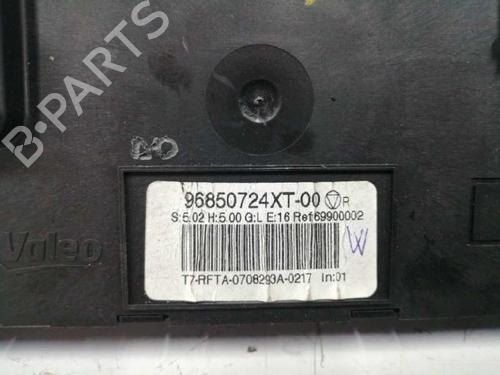 96850724XT-00 R
S:5.02 H:5.00 G:L E:16 Ref69900002
W
Valeo
T7-RFTA-0708293A-0217 In:01
B-Parts